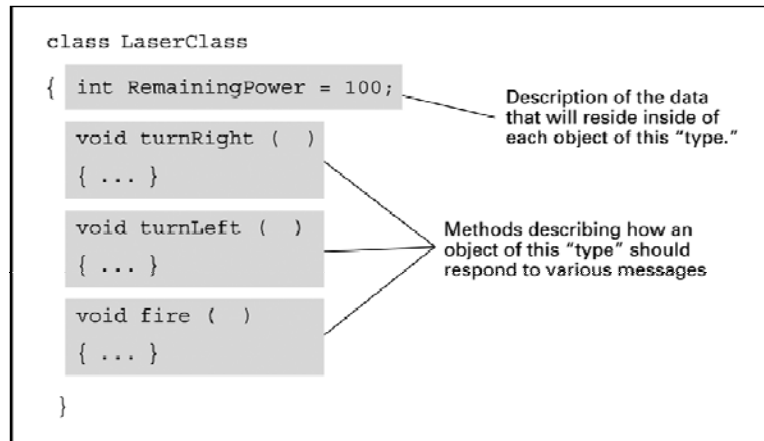 class LaserClass
{ int RemainingPower = 100;
Description of the data
that will reside inside of
each object of this “type.”
void turnRight (  )
{ ... }
void turnLeft (  )
{ ... }
Methods describing how an
object of this “type” should
respond to various messages
void fire (  )
{ ... }
}